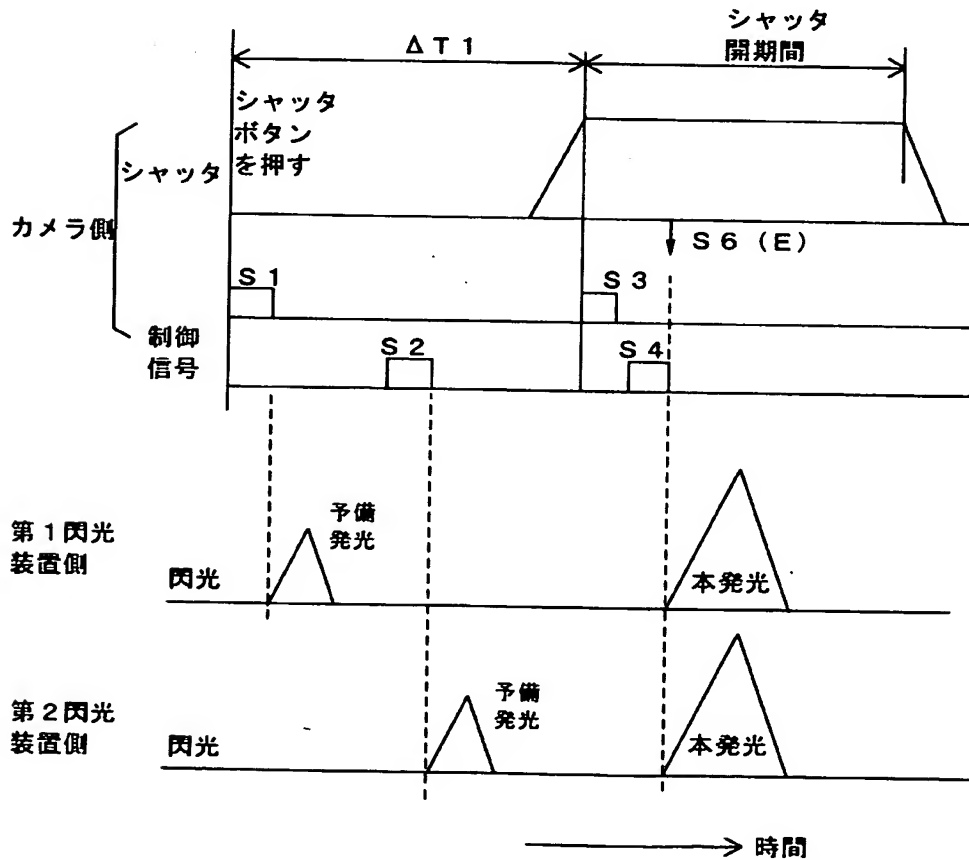 ΔT1
シャッタ
開期間
シャッタ
ボタン
を押す
シャッタ
カメラ側
S6(E)
S1
S3
制御
信号
S2
S4
第1閃光
装置側
閃光
予備
発光
本発光
第2閃光
装置側
閃光
予備
発光
本発光
時間